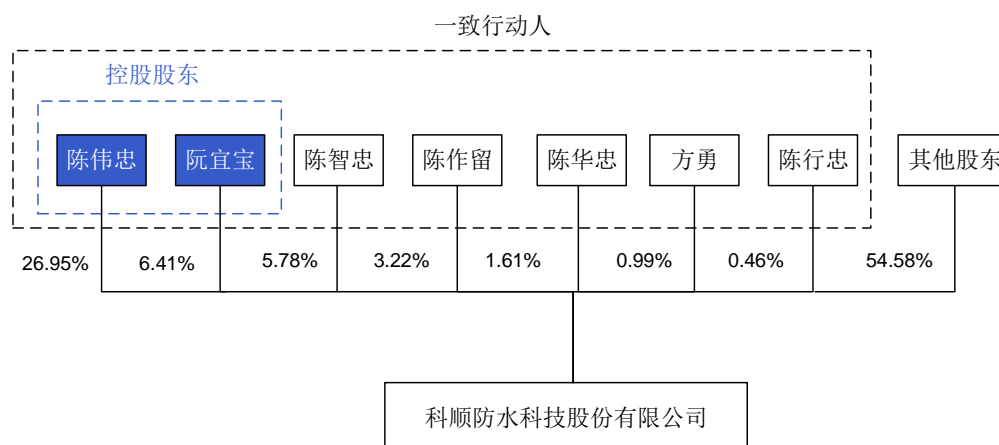 一致行动人
控股股东
陈伟忠 阮宜宝 陈智忠 陈作留 陈华忠 方勇 陈行忠 其他股东
26.95% 6.41% 5.78% 3.22% 1.61% 0.99% 0.46% 54.58%
科顺防水科技股份有限公司